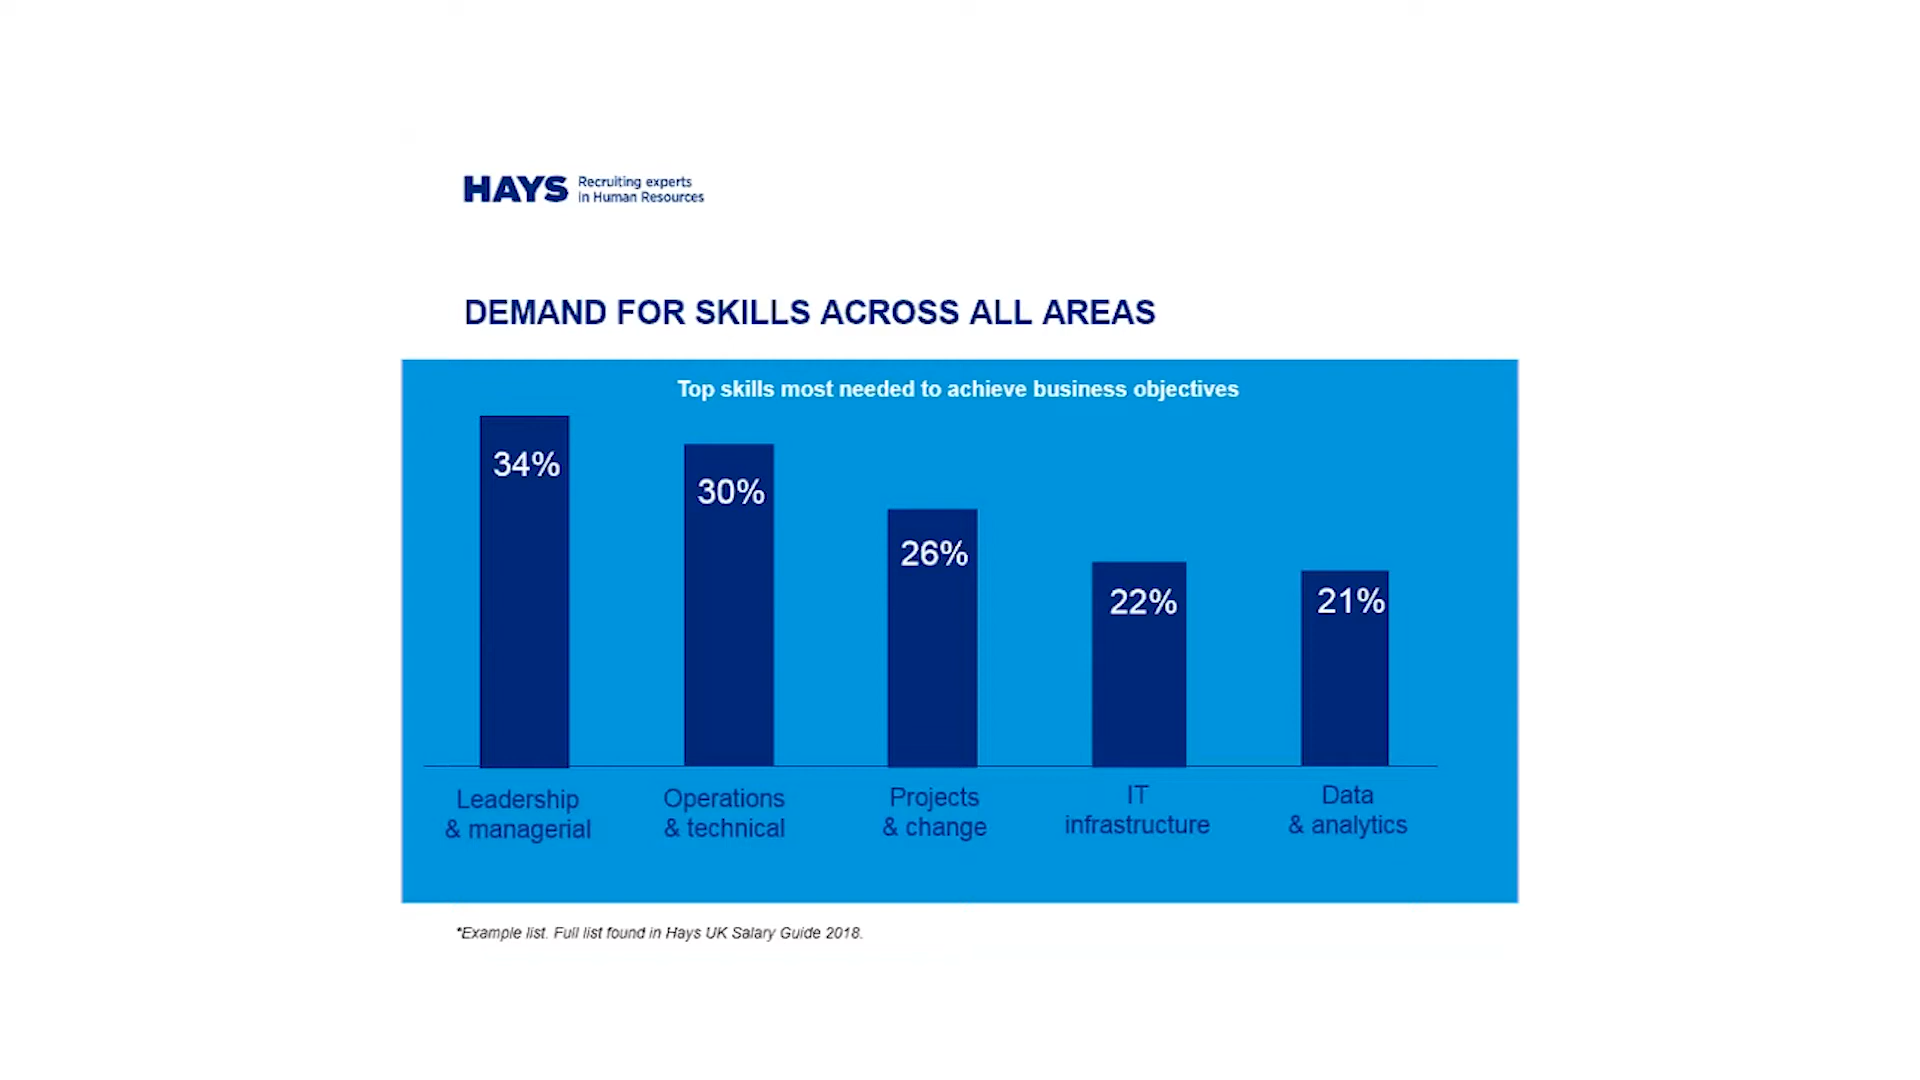 HAYS Recruiting experts
in Human Resources
DEMAND FOR SKILLS ACROSS ALL AREAS
Top skills most needed to achieve business objectives
34%
30%
26%
22%
21%
Leadership
& managerial
Operations
& technical
Projects
& change
IT
infrastructure
Data
& analytics
*Example list. Full list found in Hays UK Salary Guide 2018.